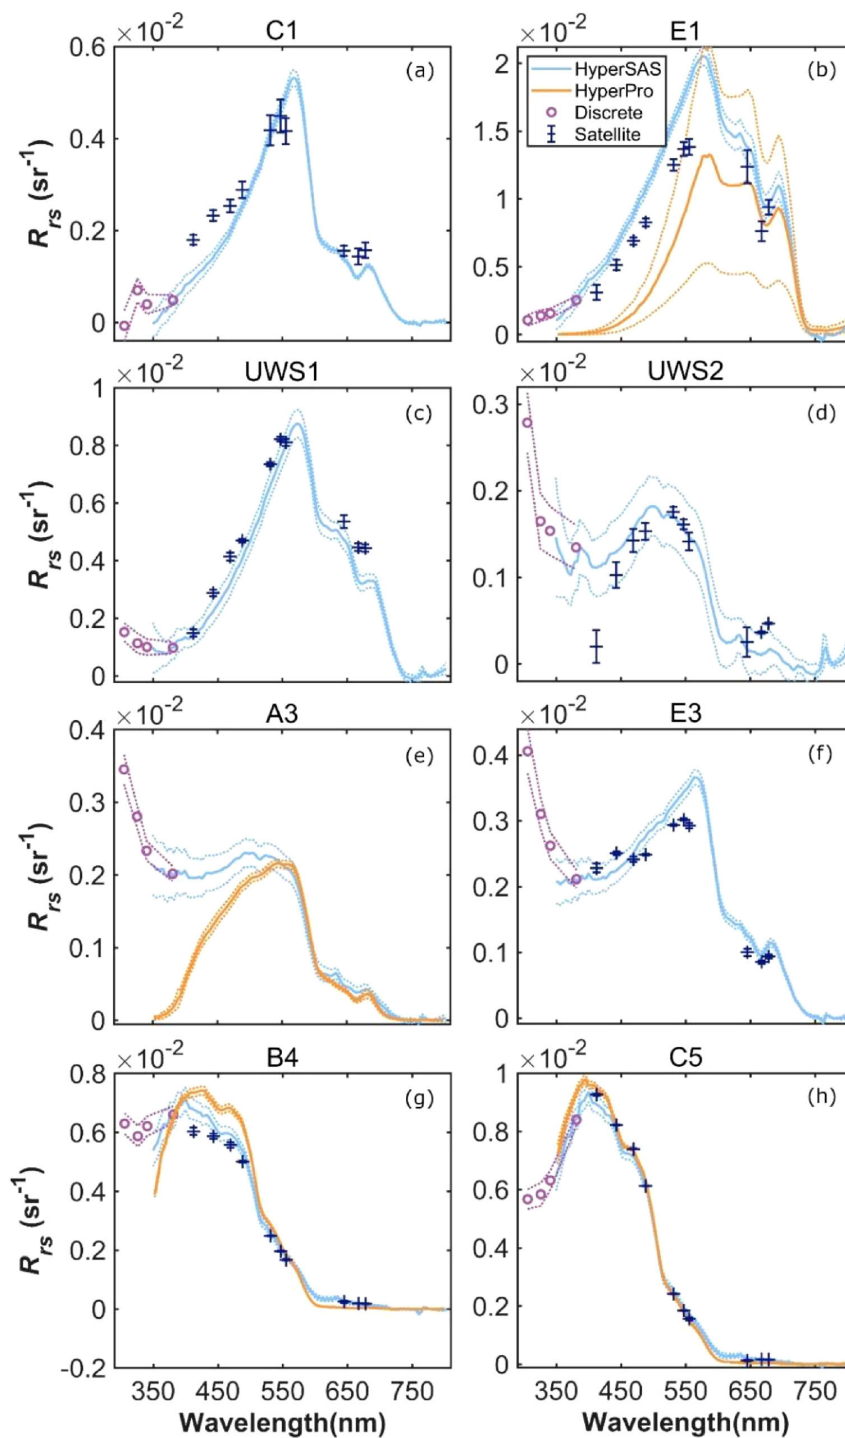 C1 E1
×10⁻² ×10⁻²
(a) (b)
HyperSAS
HyperPro
Discrete
Satellite
0.6
0.4
0.2
0
2
1.5
1
0.5
0
Rrs (sr⁻¹)
UWS1 UWS2
×10⁻² ×10⁻²
(c) (d)
1
0.8
0.6
0.4
0.2
0
0.3
0.2
0.1
0
Rrs (sr⁻¹)
A3 E3
×10⁻² ×10⁻²
(e) (f)
0.4
0.3
0.2
0.1
0
0.4
0.3
0.2
0.1
0
Rrs (sr⁻¹)
B4 C5
×10⁻² ×10⁻²
(g) (h)
0.8
0.6
0.4
0.2
0
-0.2
1
0.8
0.6
0.4
0.2
0
Rrs (sr⁻¹)
350 450 550 650 750 350 450 550 650 750
Wavelength(nm) Wavelength(nm)